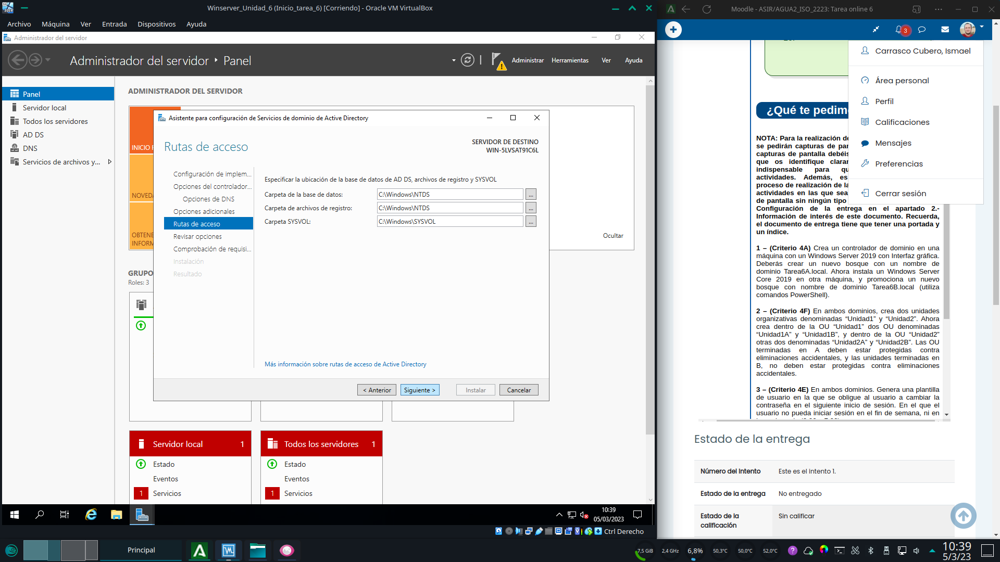 Winserver_Unidad_6 (Inicio_tarea_6) [Corriendo] - Oracle VM VirtualBox
Archivo Máquina Ver Entrada Dispositivos Ayuda
Administrador del servidor
Administrador del servidor ‣ Panel
Administrar Herramientas Ver Ayuda
Panel
Servidor local
Todos los servidores
AD DS
DNS
Servicios de archivos y...
ADMINISTRADOR DEL SERVIDOR
INICIO
NOVED
OBTENE
INFORM
Ocultar
GRUPO
Roles: 3
Asistente para configuración de Servicios de dominio de Active Directory
Rutas de acceso
SERVIDOR DE DESTINO
WIN-5LVSAT91C6L
Configuración de implem...
Opciones del controlador...
Opciones de DNS
Opciones adicionales
Rutas de acceso
Revisar opciones
Comprobación de requisi...
Instalación
Resultado
Especificar la ubicación de la base de datos de AD DS, archivos de registro y SYSVOL
Carpeta de la base de datos: C:\Windows\NTDS ...
Carpeta de archivos de registro: C:\Windows\NTDS ...
Carpeta SYSVOL: C:\Windows\SYSVOL ...
Más información sobre rutas de acceso de Active Directory
< Anterior Siguiente > Instalar Cancelar
Servidor local 1
Estado
Eventos
1 Servicios
Todos los servidores 1
Estado
Eventos
1 Servicios
10:39
05/03/2023
Ctrl Derecho
Moodle - ASIR/AGUA2_ISO_2223: Tarea online 6
3
Carrasco Cubero, Ismael
Área personal
Perfil
Calificaciones
Mensajes
Preferencias
Cerrar sesión
¿Qué te pedim
NOTA: Para la realización de
se pedirán capturas de pan
capturas de pantalla debéis
que os identifique claram
indispensable para qu
actividades. Además, es
proceso de realización de la
actividades en las que sea
de pantalla sin ningún tipo
Configuración de la entrega en el apartado 2.-
Información de interés de este documento. Recuerda,
el documento de entrega tiene que tener una portada y
un índice.
1 – (Criterio 4A) Crea un controlador de dominio en una
máquina con un Windows Server 2019 con Interfaz gráfica.
Deberás crear un nuevo bosque con un nombre de
dominio Tarea6A.local. Ahora instala un Windows Server
Core 2019 en otra máquina, y promociona un nuevo
bosque con nombre de dominio Tarea6B.local (utiliza
comandos PowerShell).
2 – (Criterio 4F) En ambos dominios, crea dos unidades
organizativas denominadas “Unidad1” y “Unidad2”. Ahora
crea dentro de la OU “Unidad1” dos OU denominadas
“Unidad1A” y “Unidad1B”, y dentro de la OU “Unidad2”
otras dos denominadas “Unidad2A” y “Unidad2B”. Las OU
terminadas en A deben estar protegidas contra
eliminaciones accidentales, y las unidades terminadas en
B, no deben estar protegidas contra eliminaciones
accidentales.
3 – (Criterio 4E) En ambos dominios. Genera una plantilla
de usuario en la que se obligue al usuario a cambiar la
contraseña en el siguiente inicio de sesión. En el que el
usuario no pueda iniciar sesión en el fin de semana, ni en
Estado de la entrega
Número del Intento Este es el intento 1.
Estado de la entrega No entregado
Estado de la calificación Sin calificar
Principal
7,5 GiB 2,4 GHz 6,8% 50,3°C 50,0°C 52,0°C
10:39
5/3/23